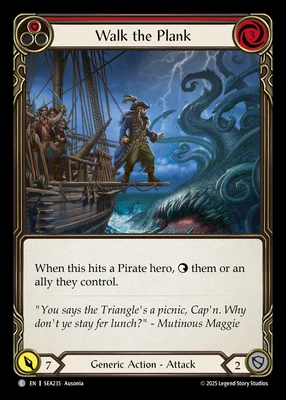 Walk the Plank
When this hits a Pirate hero, them or an
ally they control.
"You says the Triangle's a picnic, Cap'n. Why
don't ye stay fer lunch?" - Mutinous Maggie
7
Generic Action - Attack
2
C
EN
SEA235
Ausonia
© 2025 Legend Story Studios